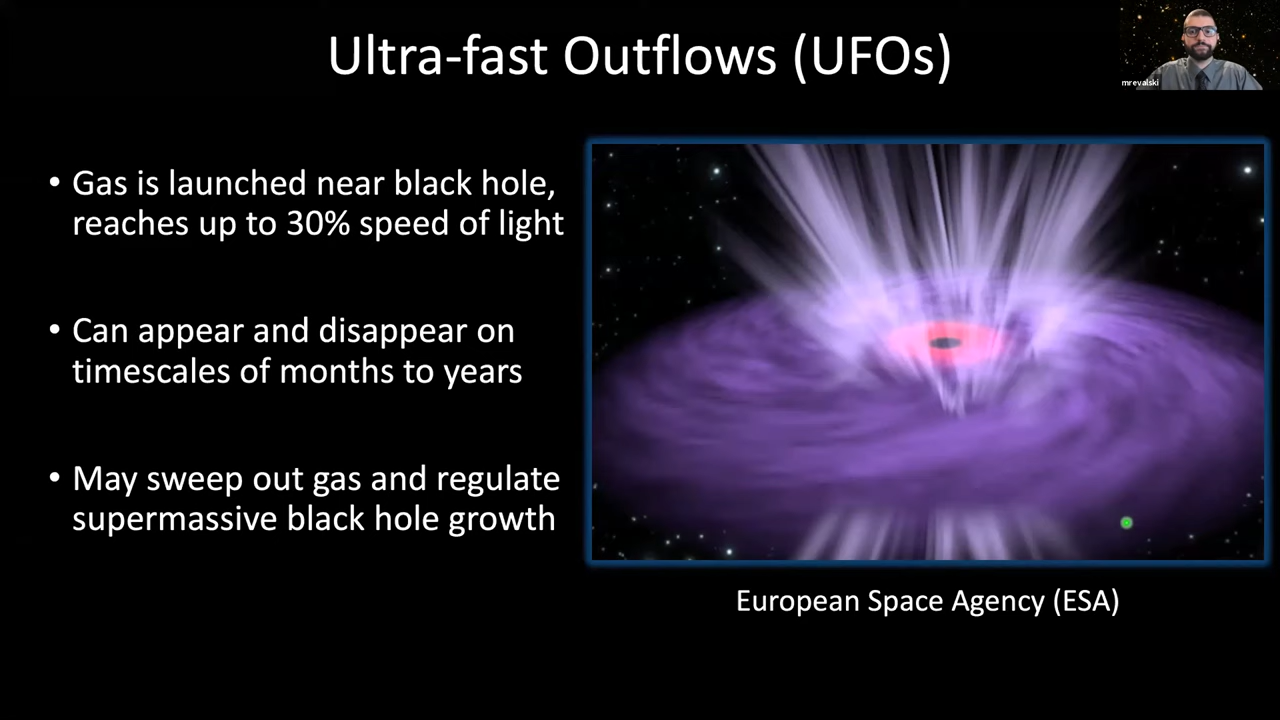 Ultra-fast Outflows (UFOs)
mrevalski
• Gas is launched near black hole,
reaches up to 30% speed of light
• Can appear and disappear on
timescales of months to years
• May sweep out gas and regulate
supermassive black hole growth
European Space Agency (ESA)